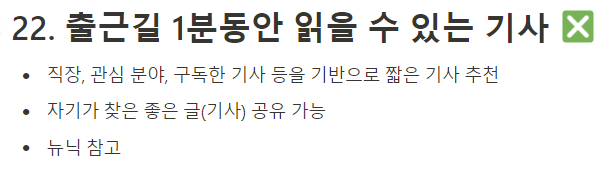 22. 출근길 1분동안 읽을 수 있는 기사 ❎
• 직장, 관심 분야, 구독한 기사 등을 기반으로 짧은 기사 추천
• 자기가 찾은 좋은 글(기사) 공유 가능
• 뉴닉 참고